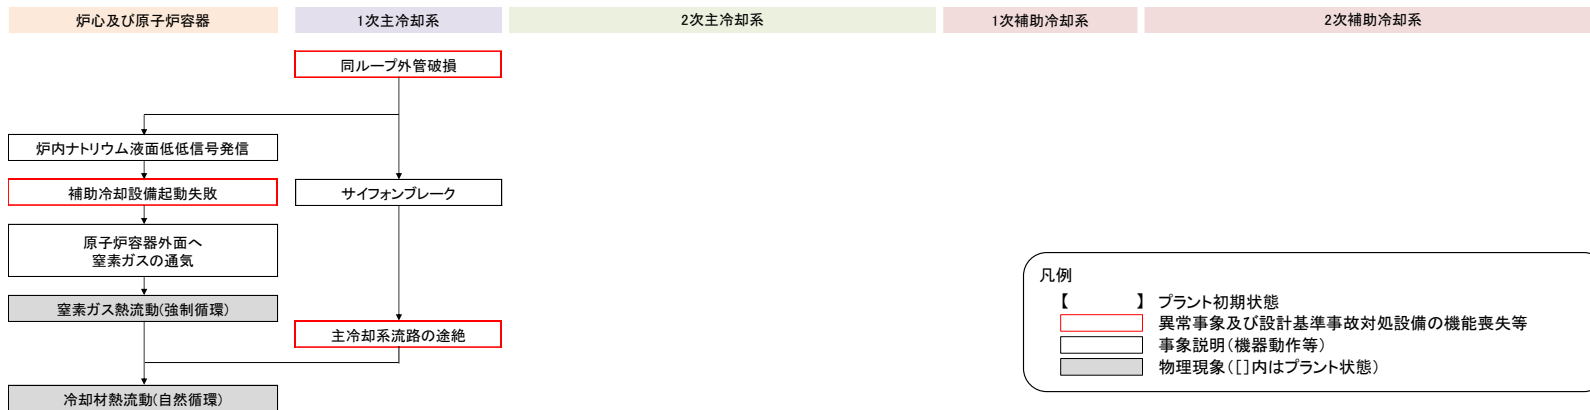 炉心及び原子炉容器
1次主冷却系
2次主冷却系
1次補助冷却系
2次補助冷却系
同ループ外管破損
炉内ナトリウム液面低低信号発信
補助冷却設備起動失敗
サイフォンブレーク
原子炉容器外面へ
窒素ガスの通気
窒素ガス熱流動(強制循環)
主冷却系流路の途絶
冷却材熱流動(自然循環)
凡例
【 】 プラント初期状態
異常事象及び設計基準事故対処設備の機能喪失等
事象説明(機器動作等)
物理現象([]内はプラント状態)